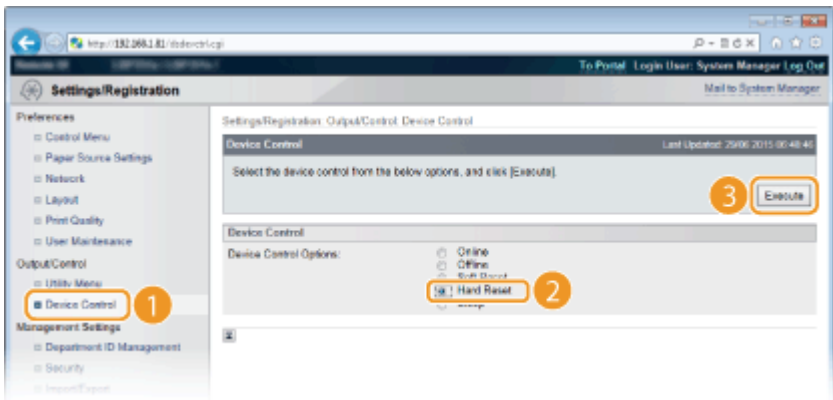 http://192.168.1.81/
To Portal Login User: System Manager Log Out
Settings/Registration
Mail to System Manager
Preferences
Control Menu
Paper Source Settings
Network
Layout
Print Quality
User Maintenance
Output/Control
Utility Menu
Device Control
1
Management Settings
Department ID Management
Security
Import/Export
Settings/Registration: Output/Control: Device Control
Device Control
Last Updated: 29/06 2015 06:48:46
Select the device control from the below options, and click [Execute].
3
Execute
Device Control
Device Control Options:
Online
Offline
Soft Reset
Hard Reset
2
Sleep